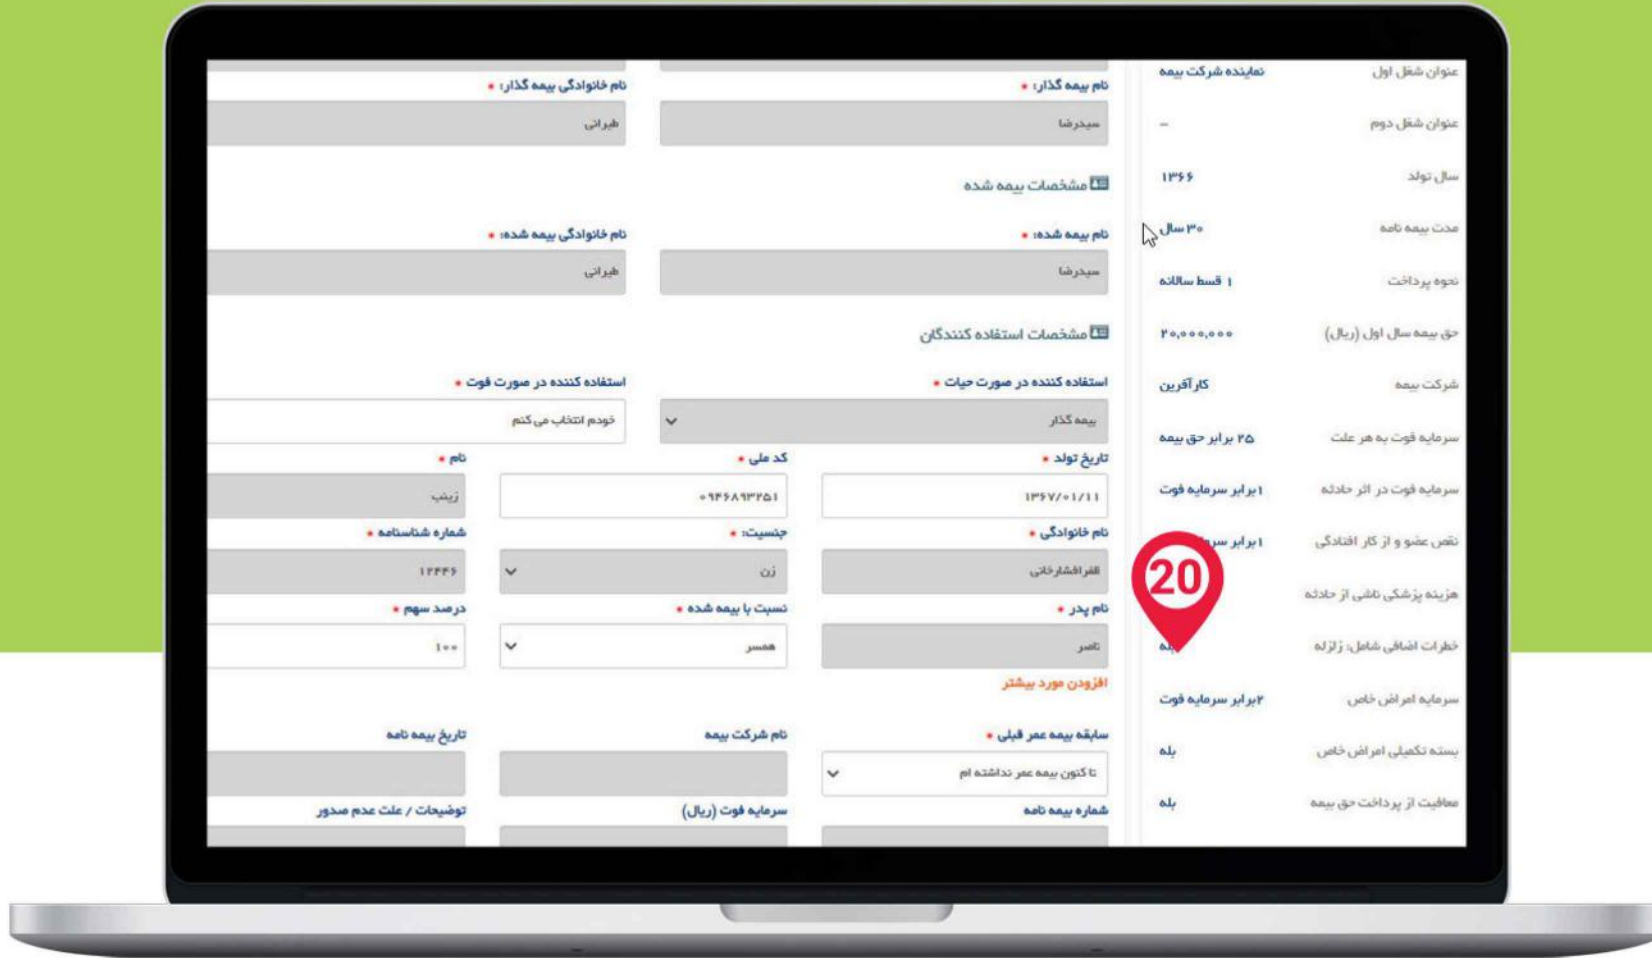 عنوان شغل اول نماینده شرکت بیمه
عنوان شغل دوم –
سال تولد ۱۳۶۶
مدت بیمه نامه ۳۰ سال
نحوه پرداخت ۱ قسط سالانه
حق بیمه سال اول (ریال) ۲۰,۰۰۰,۰۰۰
شرکت بیمه کارآفرین
سرمایه فوت به هر علت ۲۵ برابر حق بیمه
سرمایه فوت در اثر حادثه ۱برابر سرمایه فوت
نقص عضو و از کار افتادگی ۱برابر
هزینه پزشکی ناشی از حادثه
خطرات اضافی شامل: زلزله بله
سرمایه امراض خاص ۲برابر سرمایه فوت
بسته تکمیلی امراض خاص بله
معافیت از پرداخت حق بیمه بله
20
نام بیمه گذار: * نام خانوادگی بیمه گذار: *
سیدرضا طیرانی
مشخصات بیمه شده
نام بیمه شده: * نام خانوادگی بیمه شده: *
سیدرضا طیرانی
مشخصات استفاده کنندگان
استفاده کننده در صورت حیات * استفاده کننده در صورت فوت *
بیمه گذار خودم انتخاب می کنم
تاریخ تولد * کد ملی * نام *
۱۳۶۷/۰۱/۱۱ ۰۹۴۶۸۹۳۲۵۱ زینب
نام خانوادگی * جنسیت: * شماره شناسنامه *
زن ۱۲۴۴۶
نام پدر * نسبت با بیمه شده * درصد سهم *
ناصر همسر ۱۰۰
افزودن مورد بیشتر
سابقه بیمه عمر قبلی * نام شرکت بیمه تاریخ بیمه نامه
تا کنون بیمه عمر نداشته ام
شماره بیمه نامه سرمایه فوت (ریال) توضیحات / علت عدم صدور